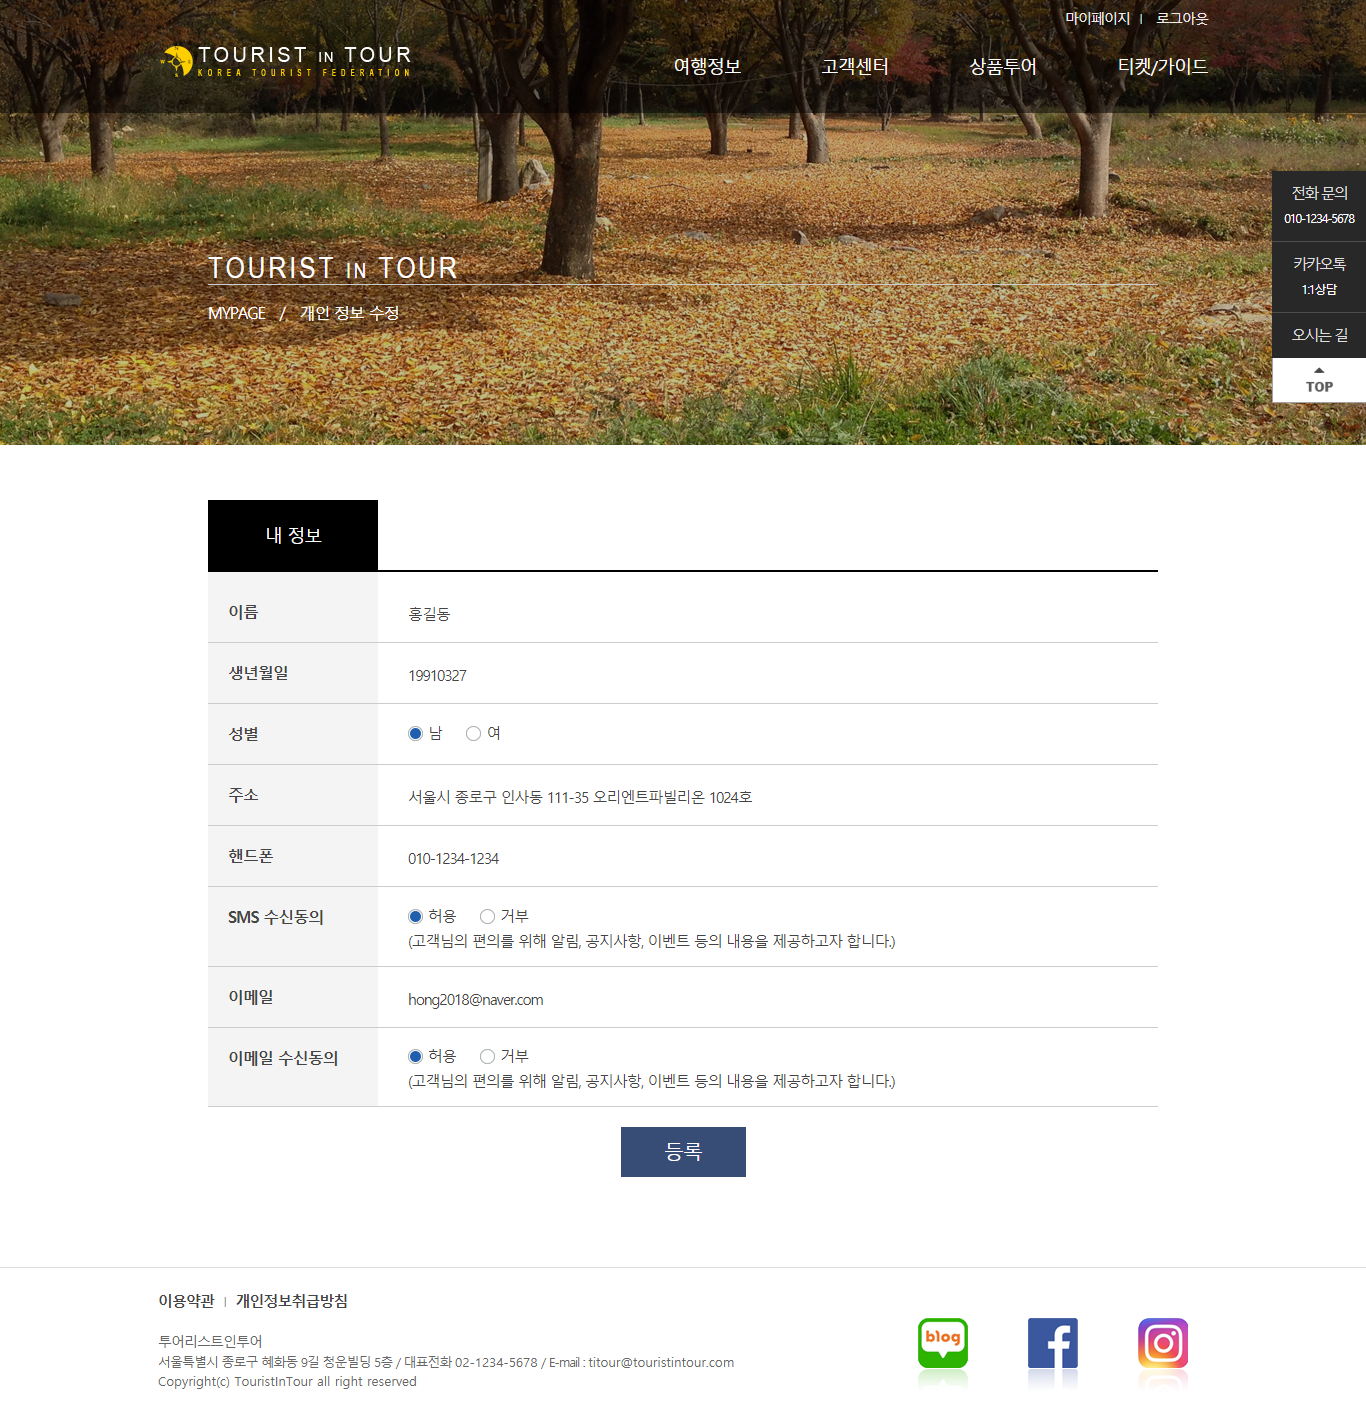 마이페이지 | 로그아웃
TOURIST IN TOUR
KOREA TOURIST FEDERATION
여행정보 고객센터 상품투어 티켓/가이드
전화 문의
010-1234-5678
카카오톡
1:1상담
오시는 길
TOP
TOURIST IN TOUR
MYPAGE / 개인 정보 수정
내 정보
이름 홍길동
생년월일 19910327
성별 남 여
주소 서울시 종로구 인사동 111-35 오리엔트파빌리온 1024호
핸드폰 010-1234-1234
SMS 수신동의 허용 거부
(고객님의 편의를 위해 알림, 공지사항, 이벤트 등의 내용을 제공하고자 합니다.)
이메일 hong2018@naver.com
이메일 수신동의 허용 거부
(고객님의 편의를 위해 알림, 공지사항, 이벤트 등의 내용을 제공하고자 합니다.)
등록
이용약관 | 개인정보취급방침
투어리스트인투어
서울특별시 종로구 혜화동 9길 청운빌딩 5층 / 대표전화 02-1234-5678 / E-mail : titour@touristintour.com
Copyright(c) TouristInTour all right reserved
blog